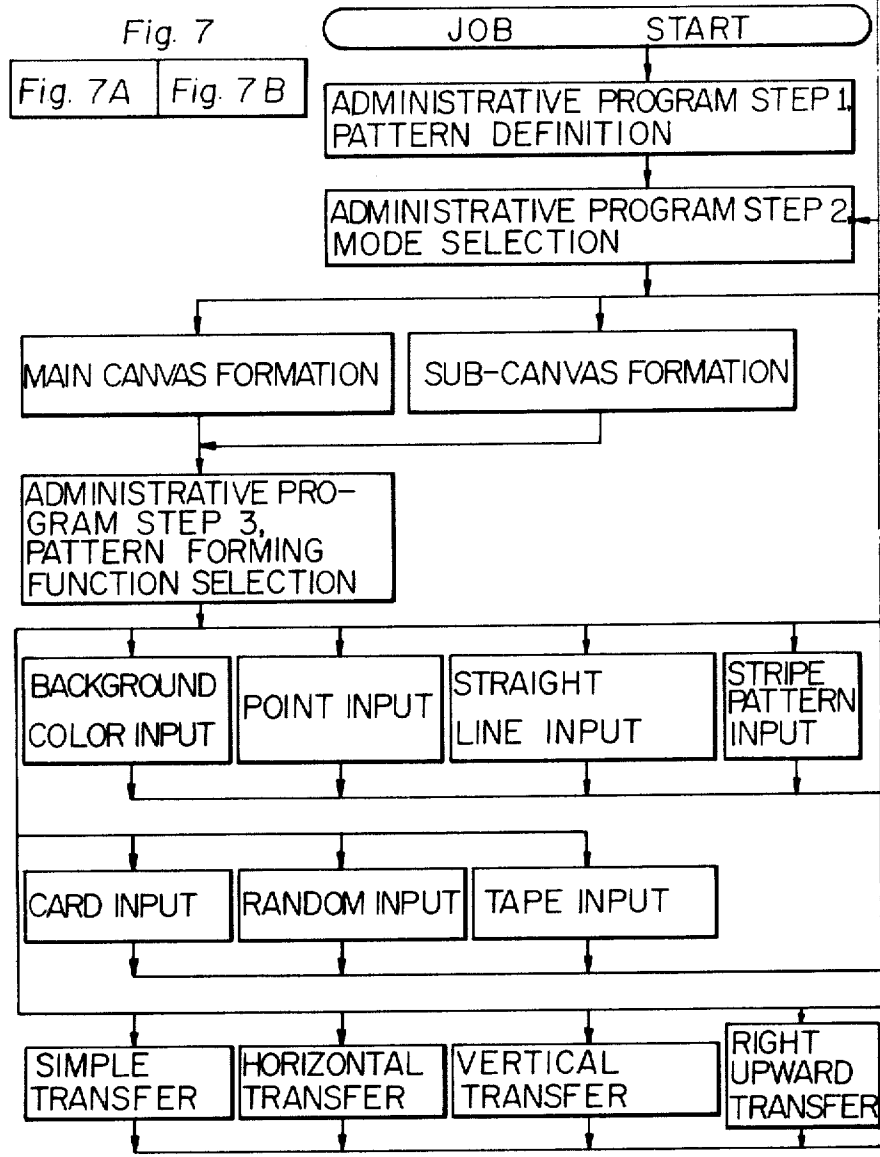 Fig. 7
Fig. 7A Fig. 7B
JOB START
ADMINISTRATIVE PROGRAM STEP 1,
PATTERN DEFINITION
ADMINISTRATIVE PROGRAM STEP 2
MODE SELECTION
MAIN CANVAS FORMATION
SUB-CANVAS FORMATION
ADMINISTRATIVE PRO-
GRAM STEP 3,
PATTERN FORMING
FUNCTION SELECTION
BACKGROUND
COLOR INPUT
POINT INPUT
STRAIGHT
LINE INPUT
STRIPE
PATTERN
INPUT
CARD INPUT
RANDOM INPUT
TAPE INPUT
SIMPLE
TRANSFER
HORIZONTAL
TRANSFER
VERTICAL
TRANSFER
RIGHT
UPWARD
TRANSFER